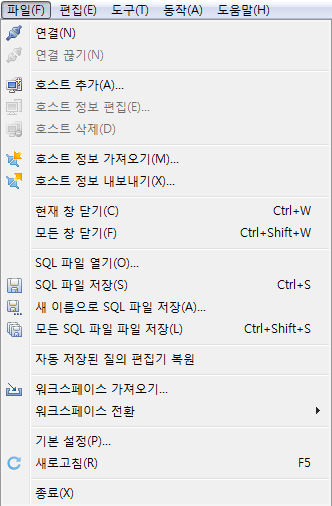 파일(F) 편집(E) 도구(T) 동작(A) 도움말(H)
연결(N)
연결 끊기(N)
호스트 추가(A)...
호스트 정보 편집(E)...
호스트 삭제(D)
호스트 정보 가져오기(M)...
호스트 정보 내보내기(X)...
현재 창 닫기(C) Ctrl+W
모든 창 닫기(F) Ctrl+Shift+W
SQL 파일 열기(O)...
SQL 파일 저장(S) Ctrl+S
새 이름으로 SQL 파일 저장(A)...
모든 SQL 파일 파일 저장(L) Ctrl+Shift+S
자동 저장된 질의 편집기 복원
워크스페이스 가져오기...
워크스페이스 전환
기본 설정(P)...
새로고침(R) F5
종료(X)